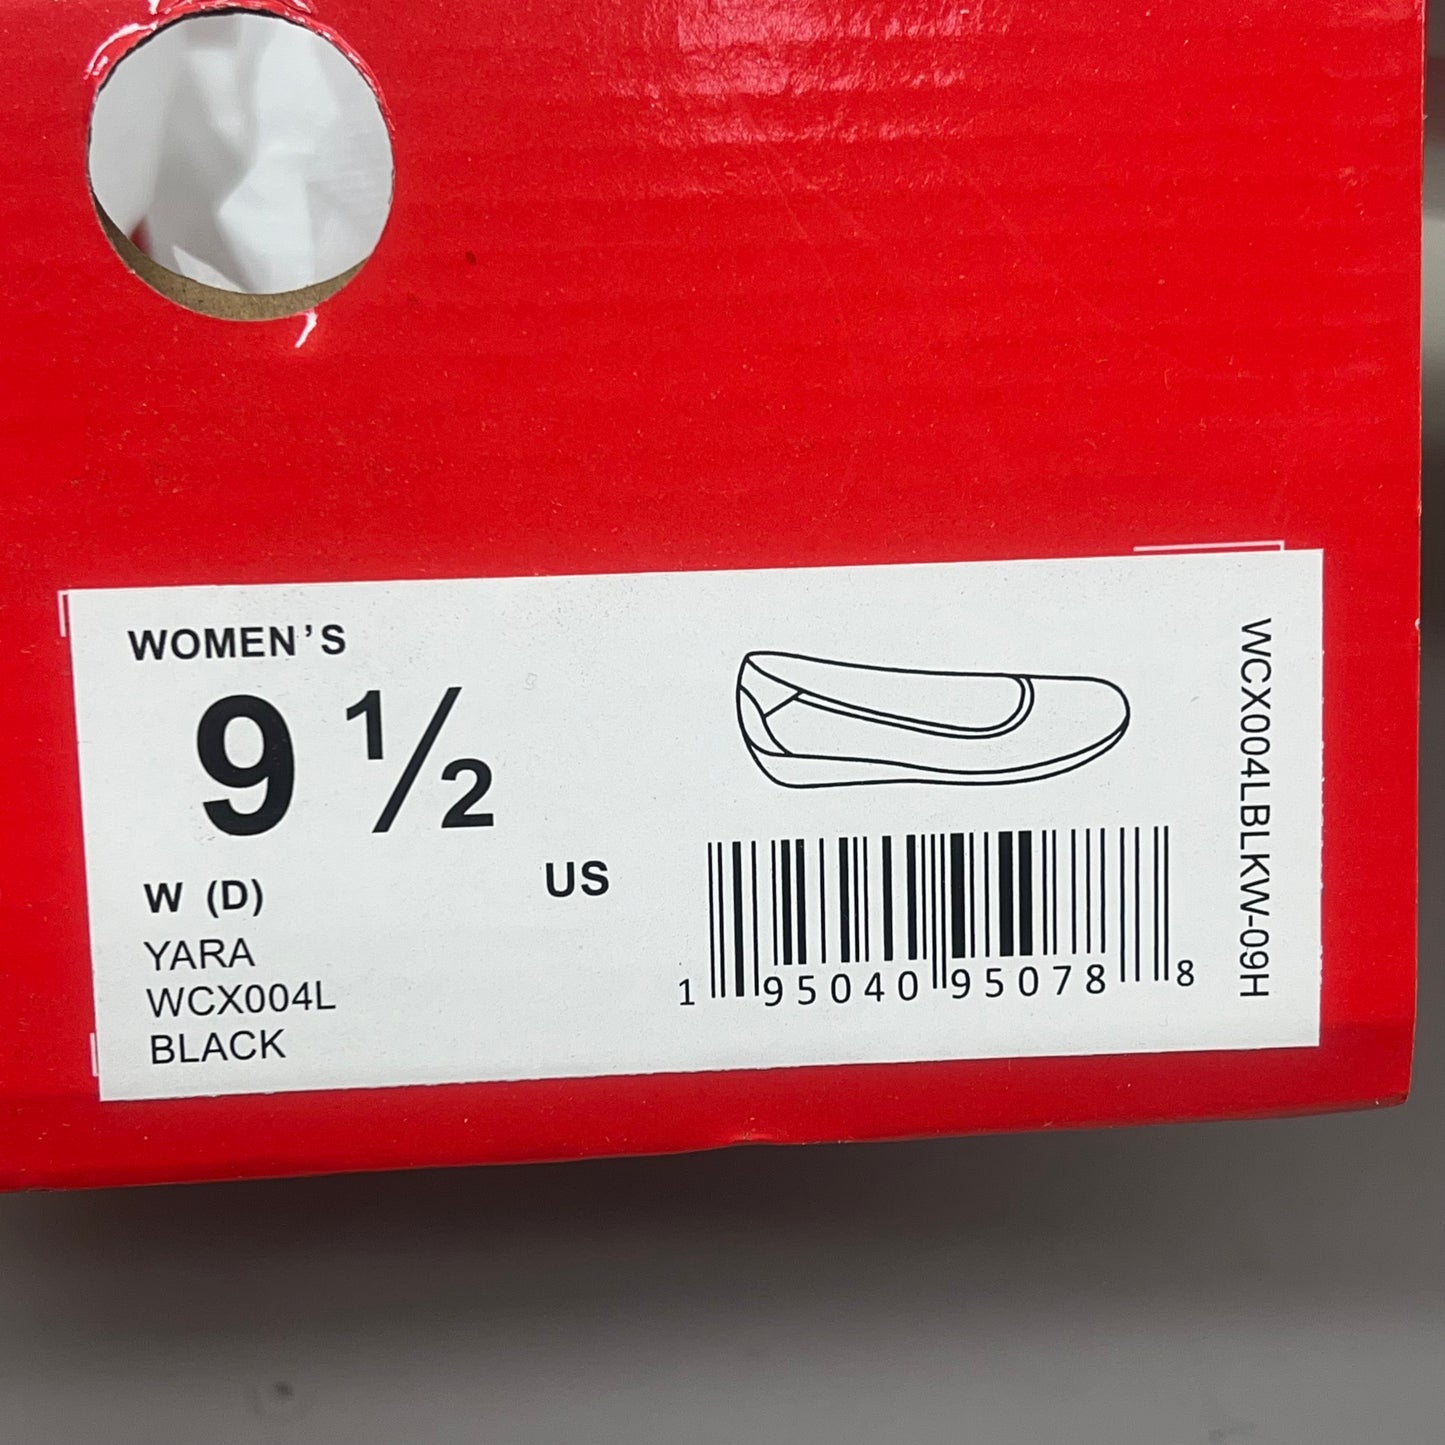 WOMEN'S
9 ½
US
W (D)
YARA
WCX004L
BLACK
1 95040 95078 8
WCX004LBLKW-09H